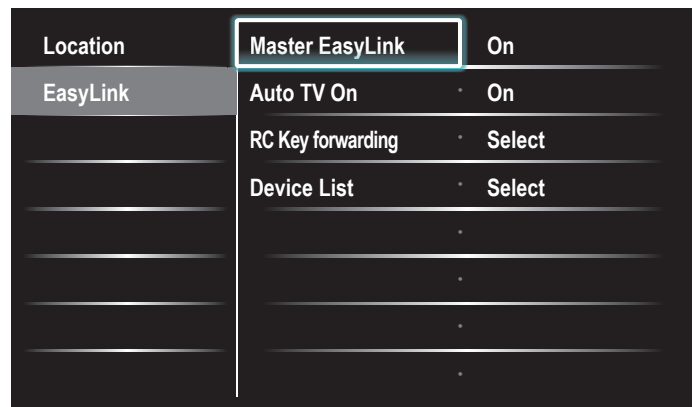 Location
EasyLink
Master EasyLink On
Auto TV On On
RC Key forwarding Select
Device List Select